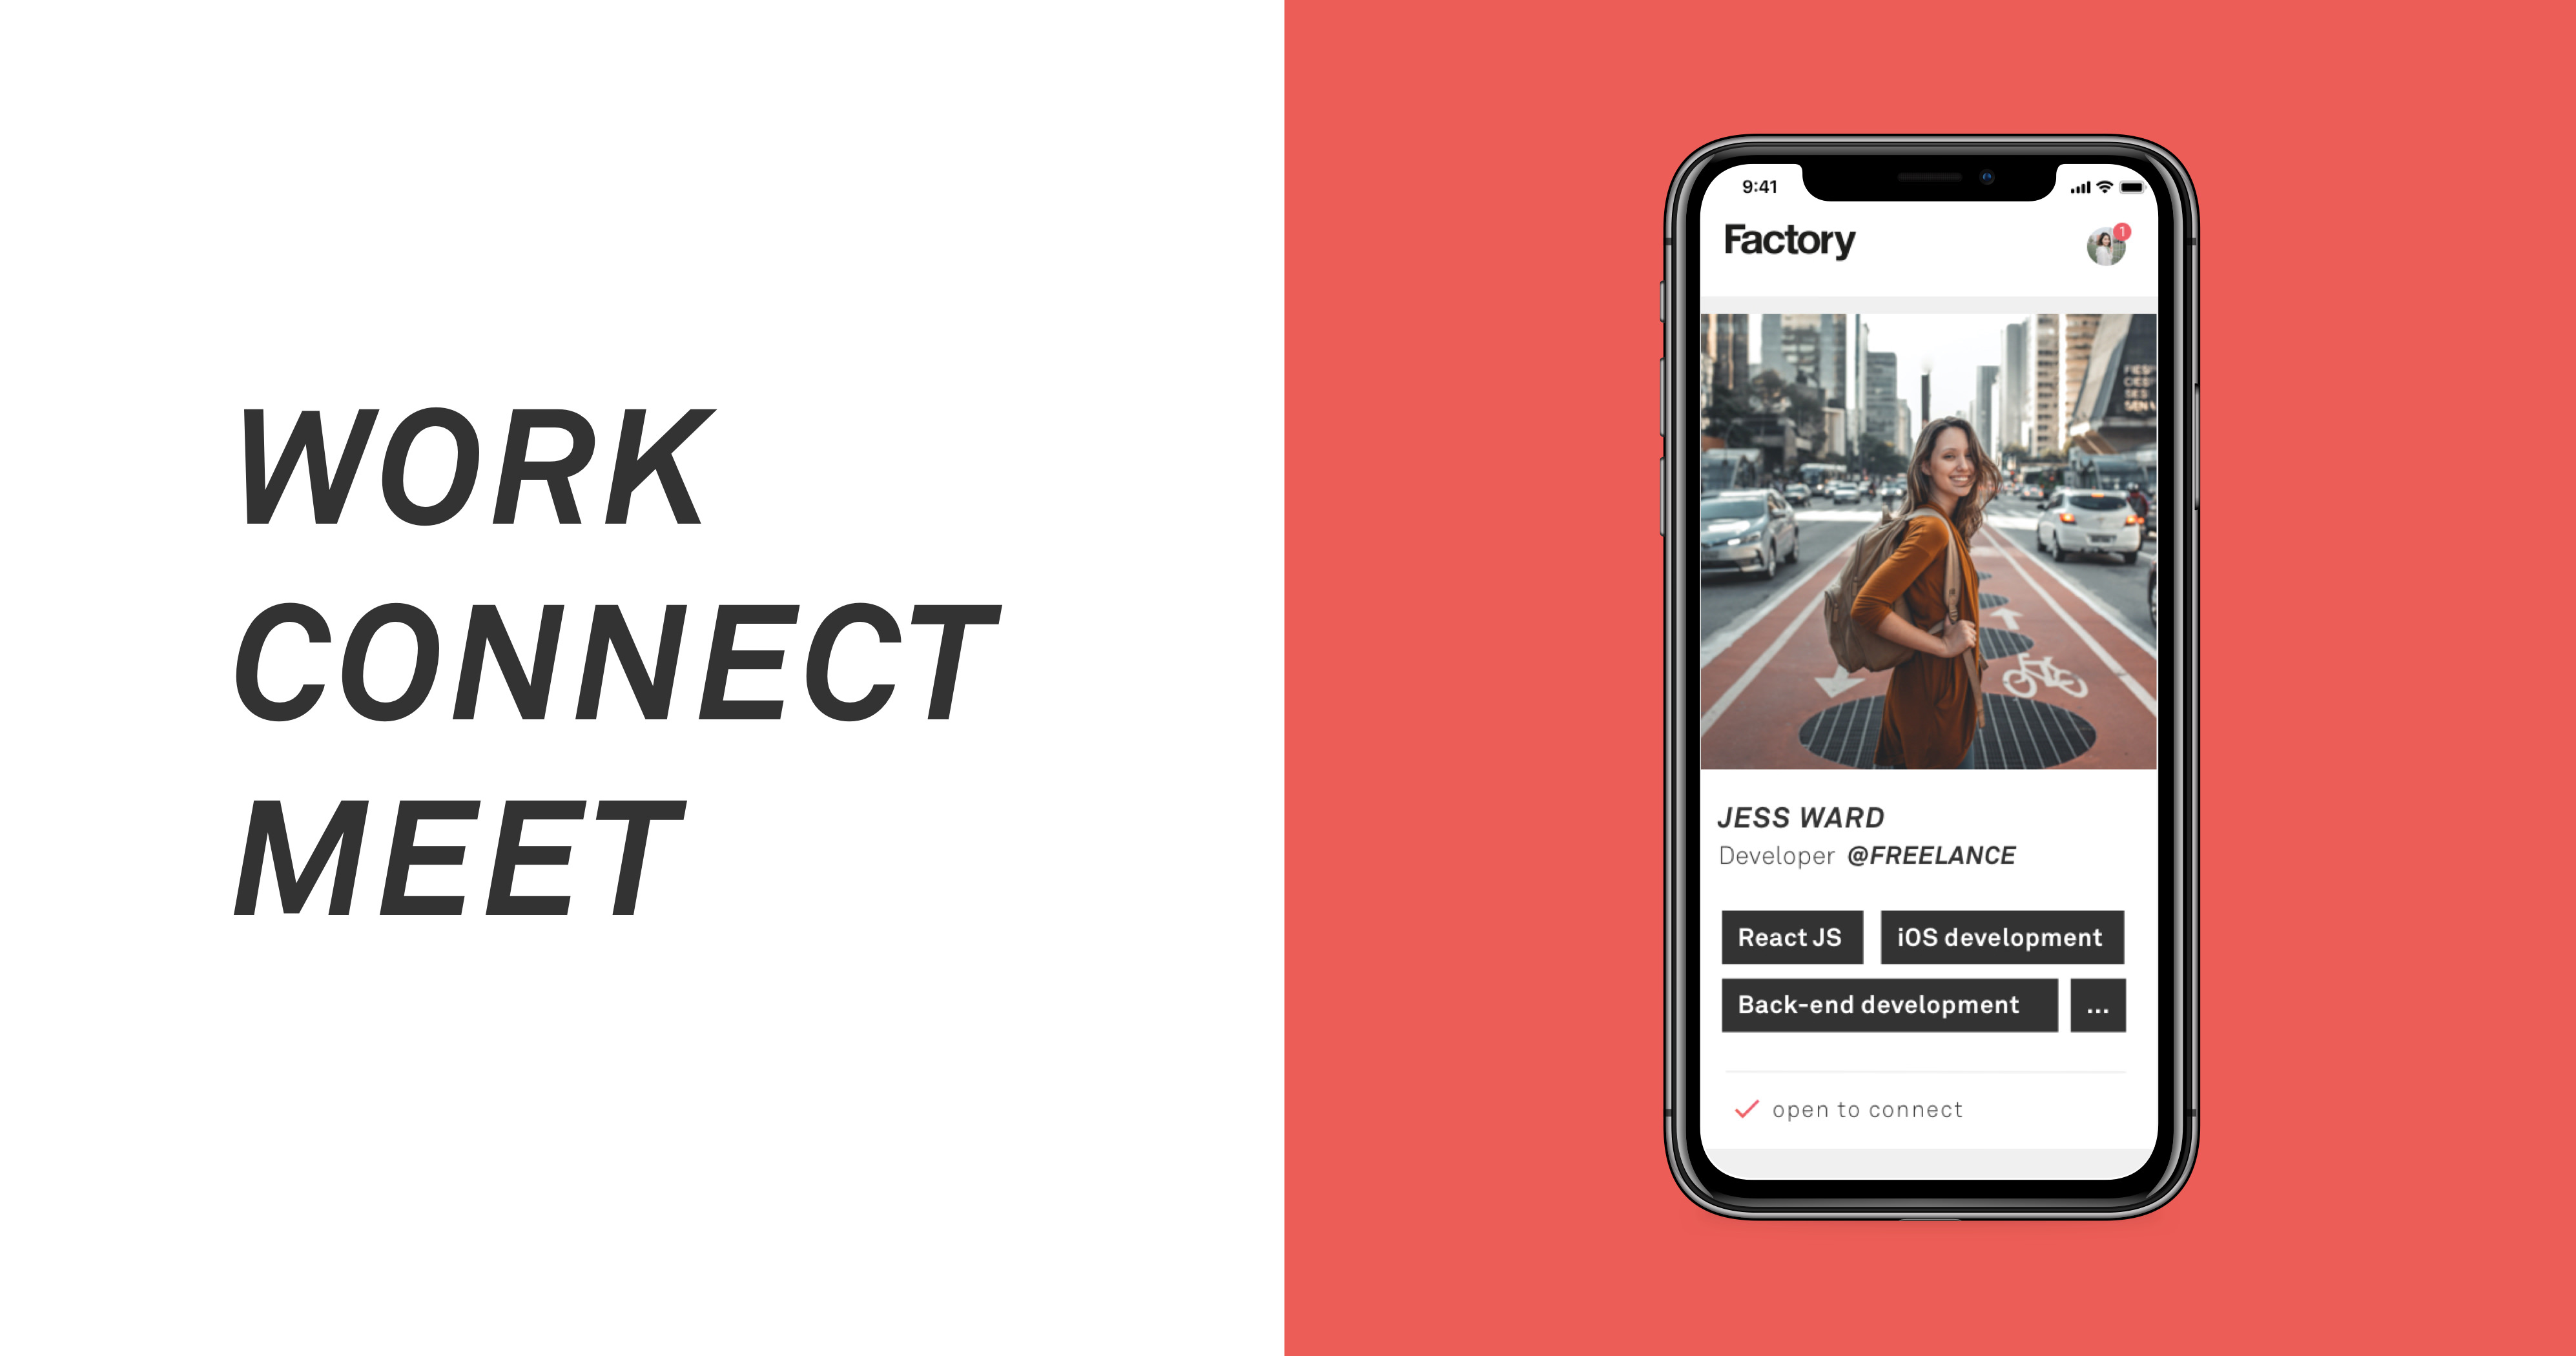 WORK
CONNECT
MEET
9:41
Factory
1
JESS WARD
Developer @FREELANCE
React JS iOS development
Back-end development ...
open to connect